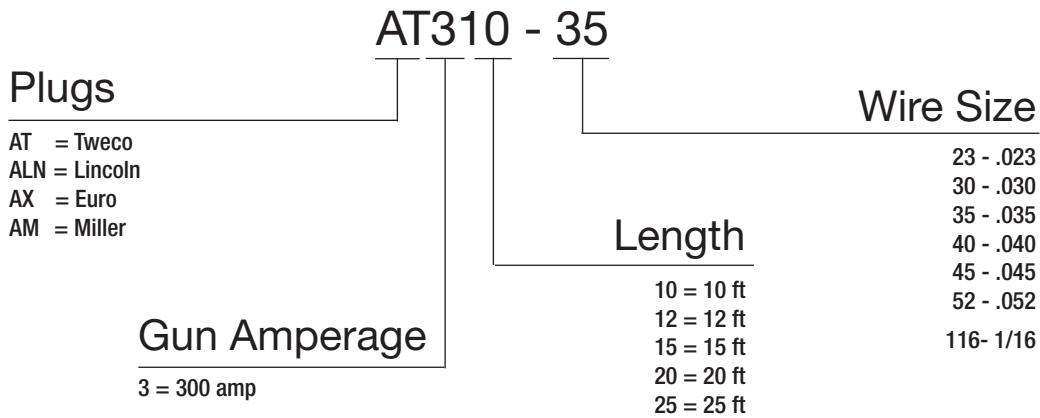 AT310 - 35
Plugs
AT = Tweco
ALN = Lincoln
AX = Euro
AM = Miller
Gun Amperage
3 = 300 amp
Length
10 = 10 ft
12 = 12 ft
15 = 15 ft
20 = 20 ft
25 = 25 ft
Wire Size
23 - .023
30 - .030
35 - .035
40 - .040
45 - .045
52 - .052
116- 1/16